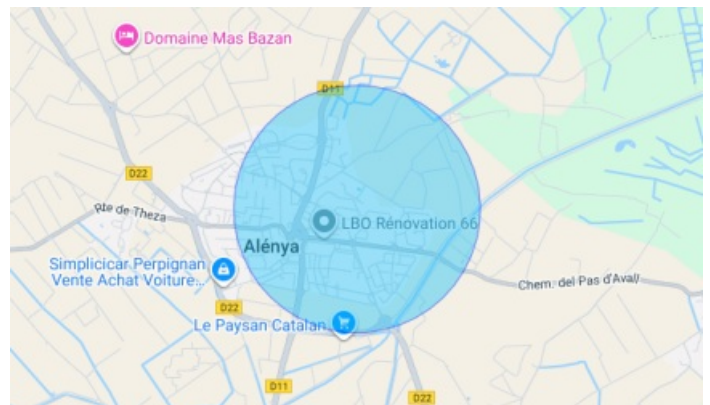 Domaine Mas Bazan
D11
D22
Rte de Theza
LBO Rénovation 66
Alénya
Simplicicar Perpignan
Vente Achat Voiture...
Chem. del Pas d'Avall
D22
Le Paysan Catalan
D11
D22